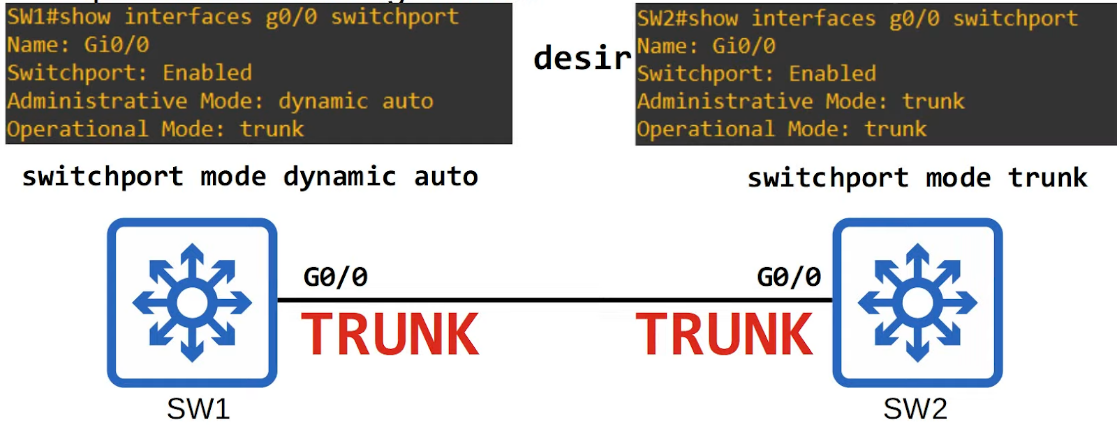 SW1#show interfaces g0/0 switchport
Name: Gi0/0
Switchport: Enabled
Administrative Mode: dynamic auto
Operational Mode: trunk
desir
SW2#show interfaces g0/0 switchport
Name: Gi0/0
Switchport: Enabled
Administrative Mode: trunk
Operational Mode: trunk
switchport mode dynamic auto
switchport mode trunk
G0/0
G0/0
TRUNK
TRUNK
SW1
SW2